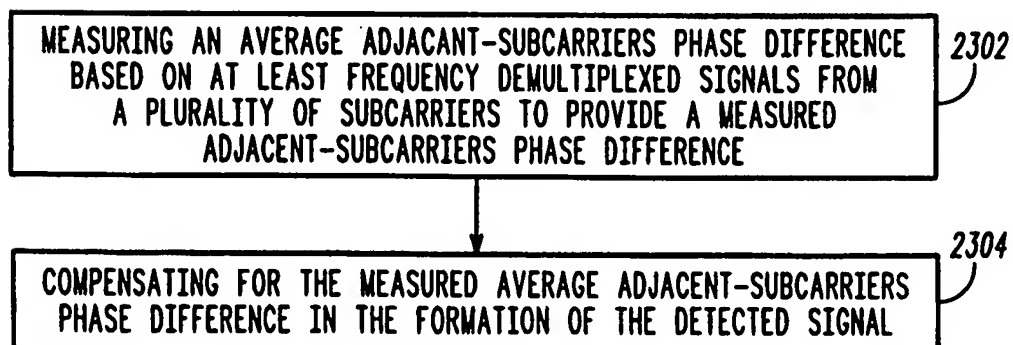 MEASURING AN AVERAGE ADJACANT-SUBCARRIERS PHASE DIFFERENCE
BASED ON AT LEAST FREQUENCY DEMULTIPLEXED SIGNALS FROM
A PLURALITY OF SUBCARRIERS TO PROVIDE A MEASURED
ADJACENT-SUBCARRIERS PHASE DIFFERENCE
2302
COMPENSATING FOR THE MEASURED AVERAGE ADJACENT-SUBCARRIERS
PHASE DIFFERENCE IN THE FORMATION OF THE DETECTED SIGNAL
2304